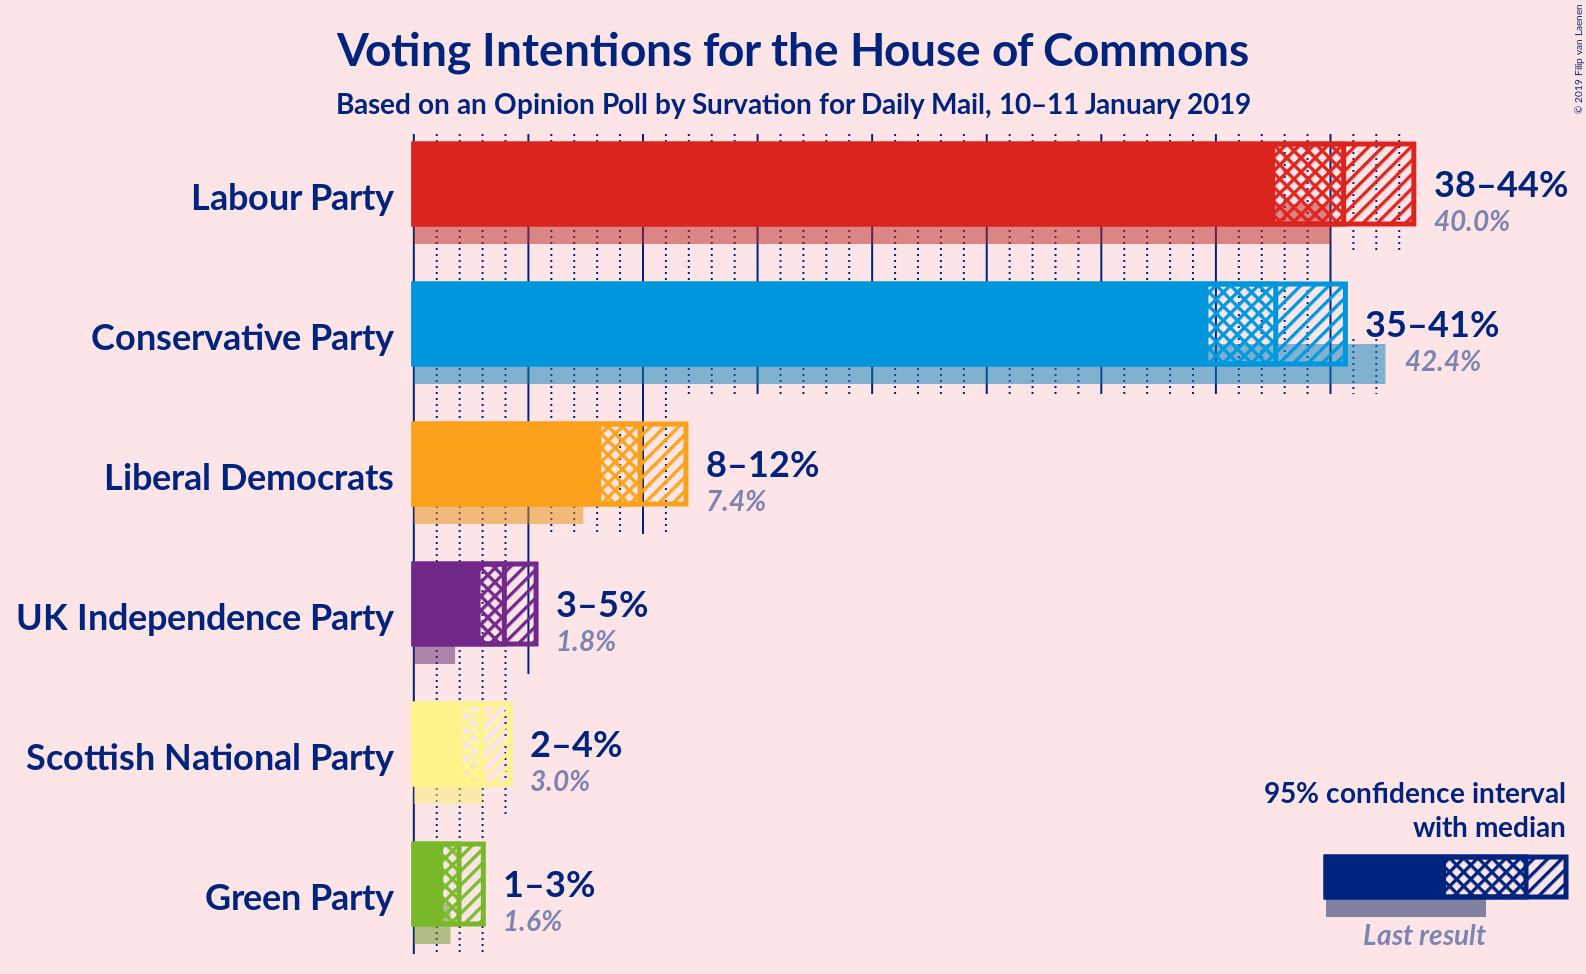 Voting Intentions for the House of Commons
Based on an Opinion Poll by Survation for Daily Mail, 10–11 January 2019
© 2019 Filip van Laenen
Labour Party
38–44%
40.0%
Conservative Party
35–41%
42.4%
Liberal Democrats
8–12%
7.4%
UK Independence Party
3–5%
1.8%
Scottish National Party
2–4%
3.0%
Green Party
1–3%
1.6%
95% confidence interval
with median
Last result